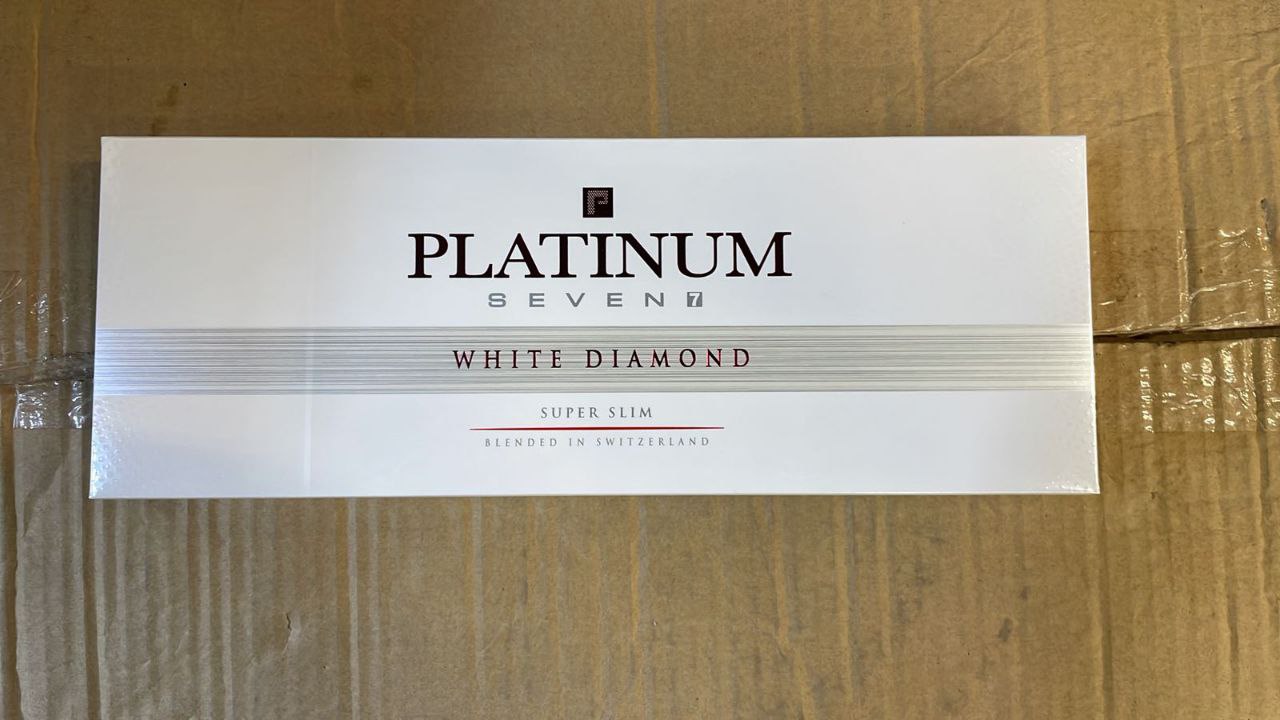 P
PLATINUM
SEVEN 7
WHITE DIAMOND
SUPER SLIM
BLENDED IN SWITZERLAND